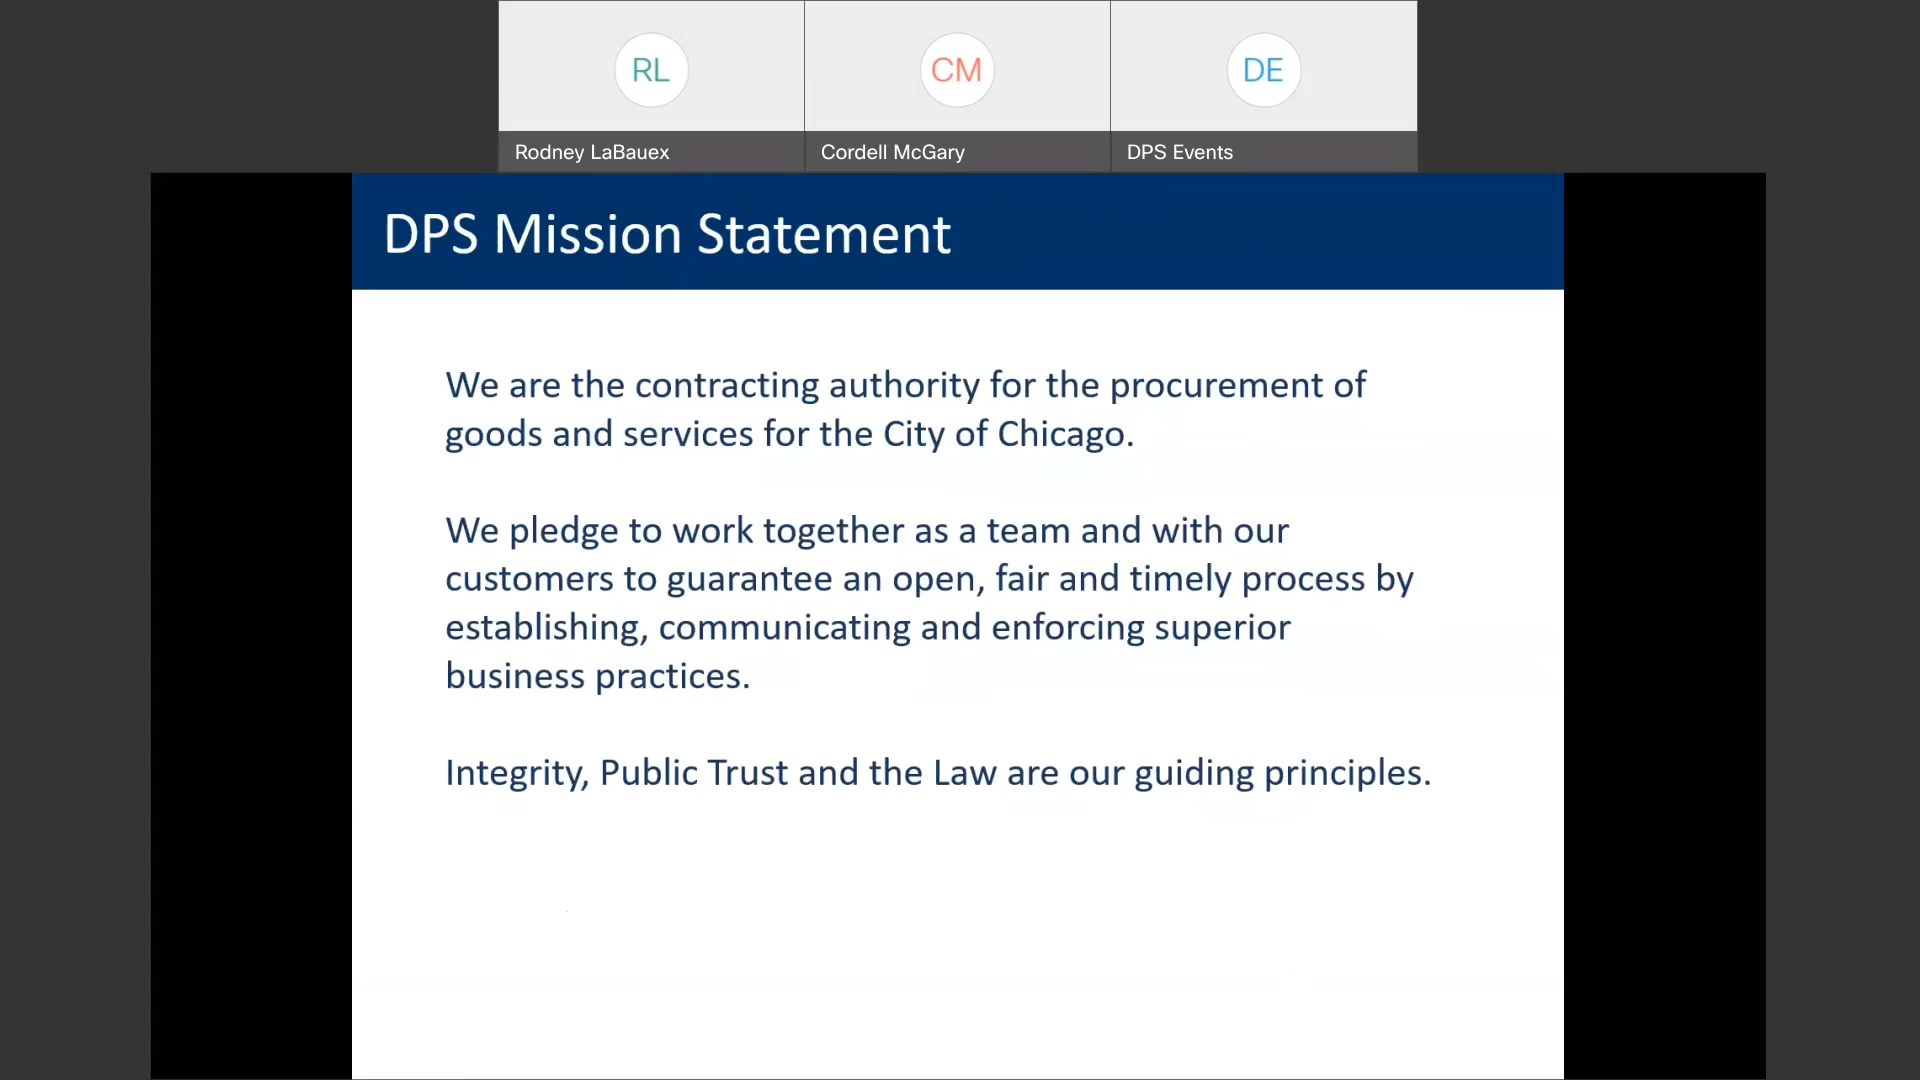 RL
CM
DE
Rodney LaBauex
Cordell McGary
DPS Events
DPS Mission Statement
We are the contracting authority for the procurement of
goods and services for the City of Chicago.
We pledge to work together as a team and with our
customers to guarantee an open, fair and timely process by
establishing, communicating and enforcing superior
business practices.
Integrity, Public Trust and the Law are our guiding principles.